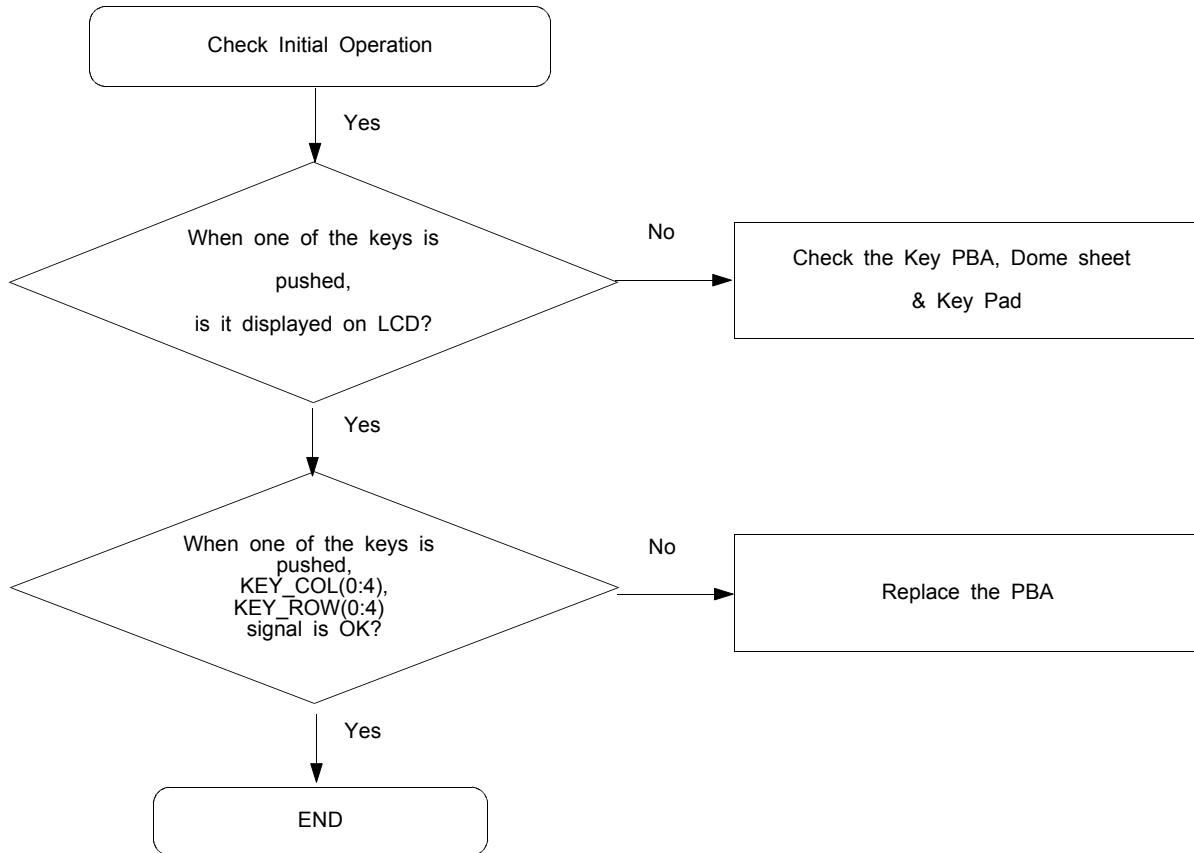 Check Initial Operation
Yes
When one of the keys is
pushed,
is it displayed on LCD?
No
Check the Key PBA, Dome sheet
& Key Pad
Yes
When one of the keys is
pushed,
KEY_COL(0:4),
KEY_ROW(0:4)
signal is OK?
No
Replace the PBA
Yes
END